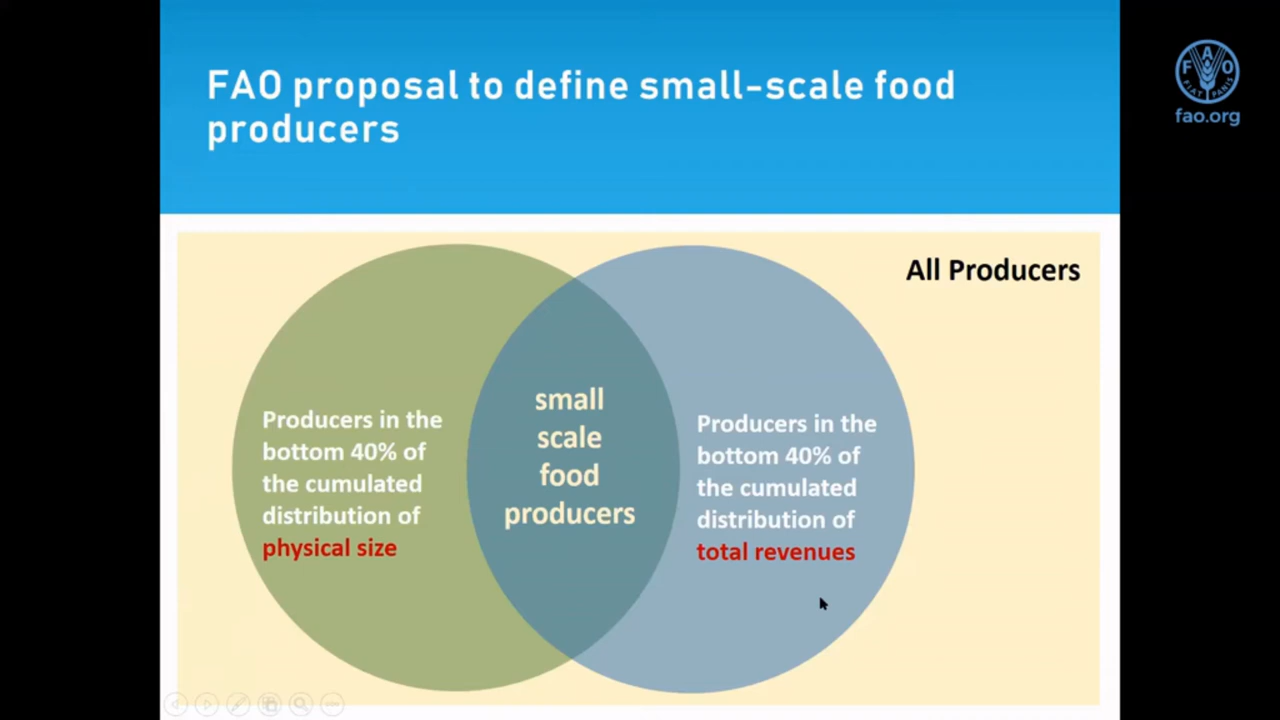 FAO proposal to define small-scale food
producers
F A O
FIAT PANIS
fao.org
All Producers
Producers in the
bottom 40% of
the cumulated
distribution of
physical size
small
scale
food
producers
Producers in the
bottom 40% of
the cumulated
distribution of
total revenues